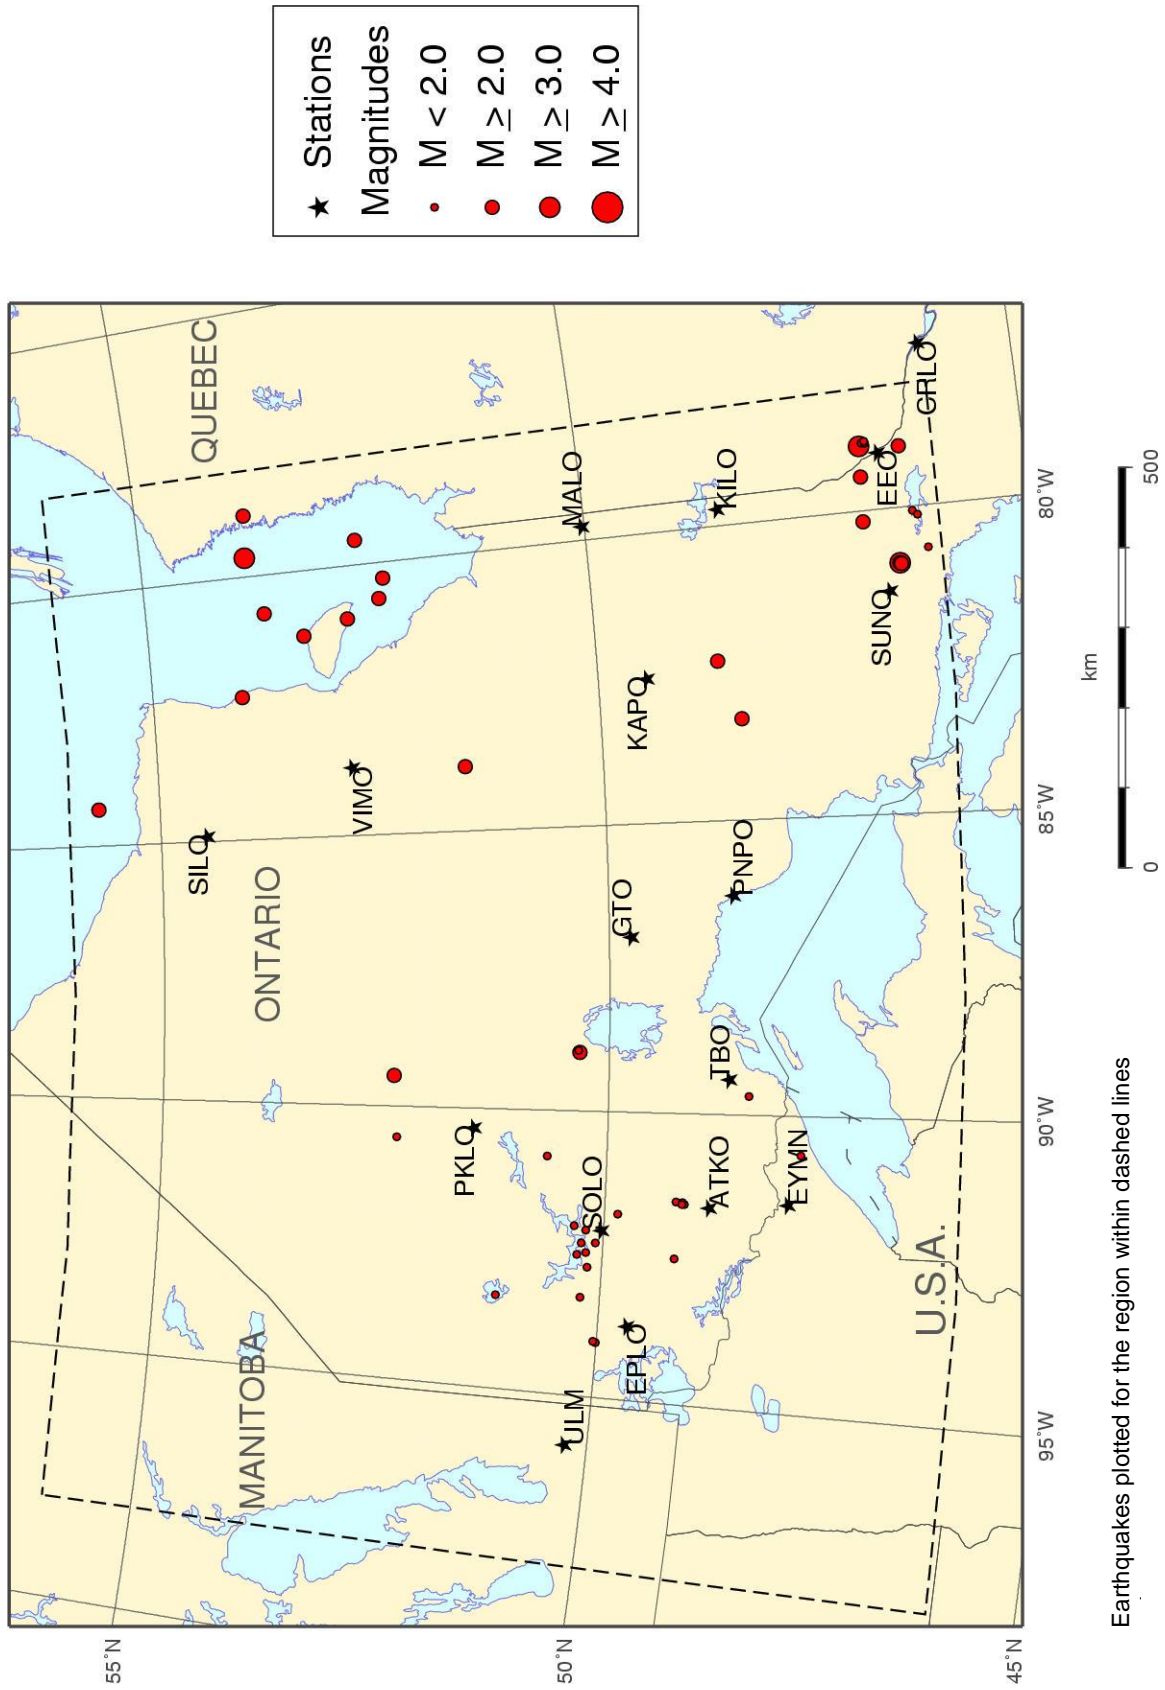 Stations
Magnitudes
M < 2.0
M ≥ 2.0
M ≥ 3.0
M ≥ 4.0
MANITOBA
ONTARIO
QUEBEC
U.S.A.
SILO
VIMO
PKLO
MALO
ULM
SOLO
GTO
KAPO
EPLO
KILO
ATKO
TBO
PNPO
EYMN
SUNO
EEO
CRLO
55°N
50°N
45°N
95°W
90°W
85°W
80°W
km
0
500
Earthquakes plotted for the region within dashed lines